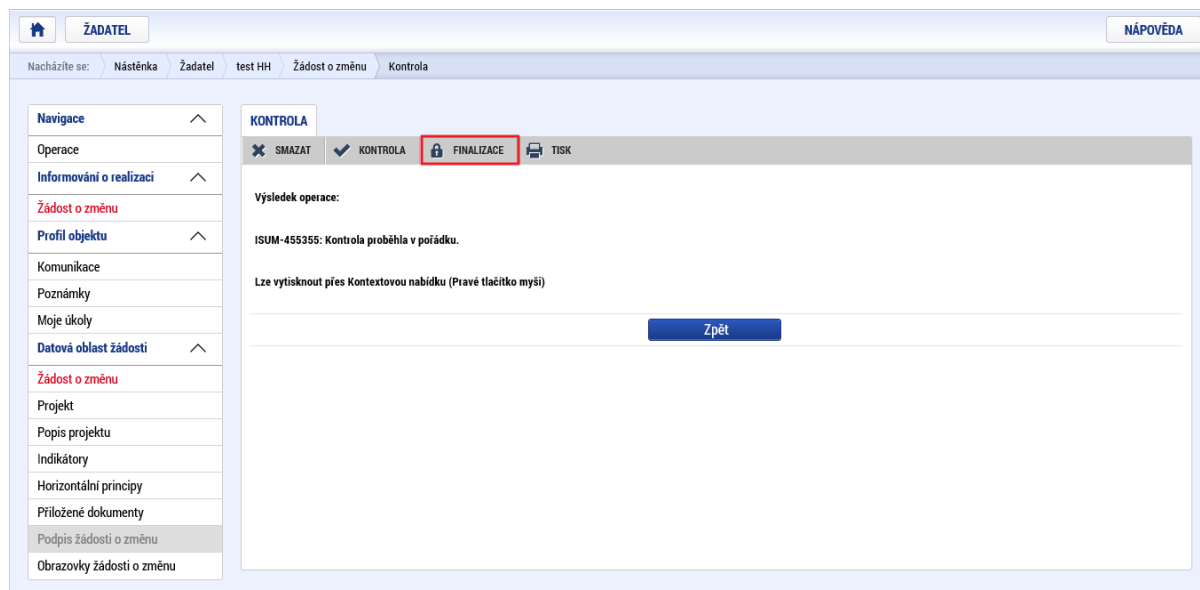 ŽADATEL
NÁPOVĚDA
Nacházíte se: Nástěnka Žadatel test HH Žádost o změnu Kontrola
Navigace
Operace
Informování o realizaci
Žádost o změnu
Profil objektu
Komunikace
Poznámky
Moje úkoly
Datová oblast žádosti
Žádost o změnu
Projekt
Popis projektu
Indikátory
Horizontální principy
Přiložené dokumenty
Podpis žádosti o změnu
Obrazovky žádosti o změnu
KONTROLA
SMAZAT KONTROLA FINALIZACE TISK
Výsledek operace:
ISUM-455355: Kontrola proběhla v pořádku.
Lze vytisknout přes Kontextovou nabídku (Pravé tlačítko myši)
Zpět